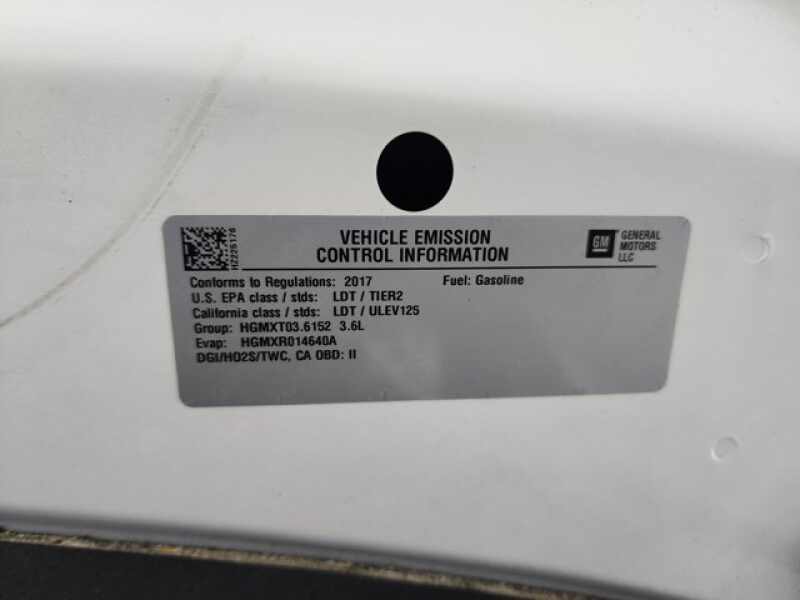 HZ226176
VEHICLE EMISSION
CONTROL INFORMATION
GM
GENERAL
MOTORS
LLC
Conforms to Regulations: 2017 Fuel: Gasoline
U.S. EPA class / stds: LDT / TIER2
California class / stds: LDT / ULEV125
Group: HGMXT03.6152 3.6L
Evap: HGMXR014640A
DGI/HO2S/TWC, CA OBD: II